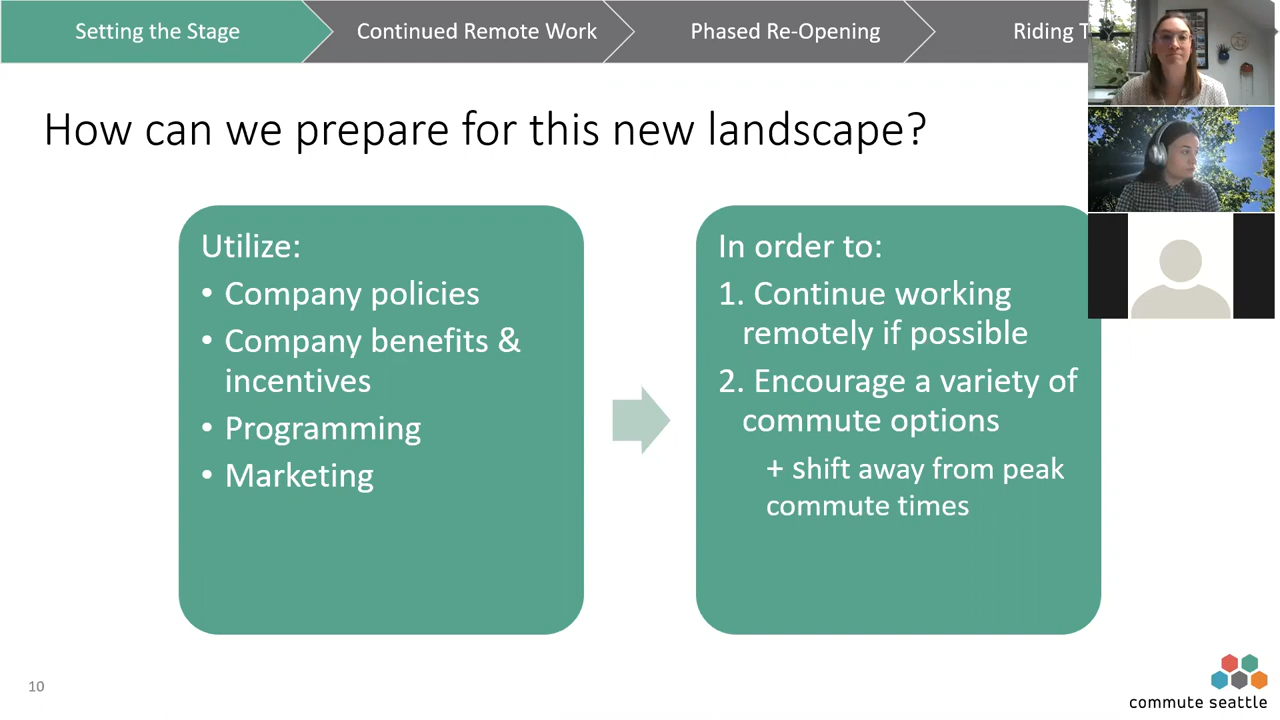 Setting the Stage
Continued Remote Work
Phased Re-Opening
Riding
How can we prepare for this new landscape?
Utilize:
• Company policies
• Company benefits &
incentives
• Programming
• Marketing
In order to:
1. Continue working
remotely if possible
2. Encourage a variety of
commute options
+ shift away from peak
commute times
10
commute seattle